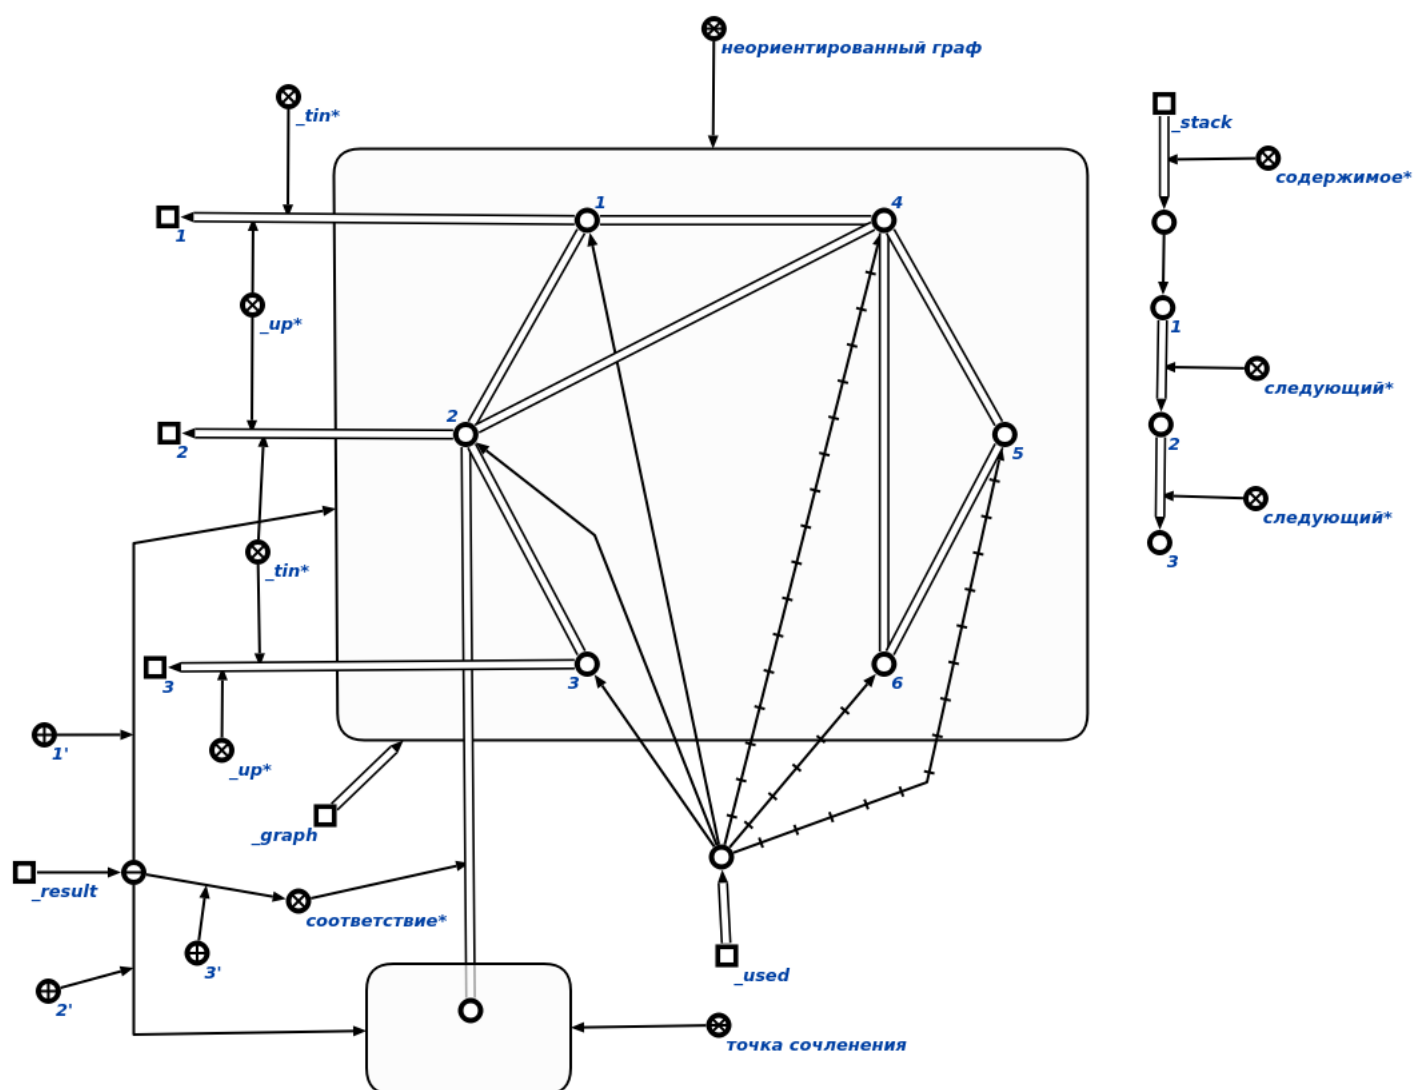 неориентированный граф
_tin*
_stack
содержимое*
1
4
1
_up*
1
2
следующий*
2
2
5
следующий*
_tin*
3
3
3
6
1'
_up*
_graph
_result
соответствие*
3'
_used
2'
точка сочленения